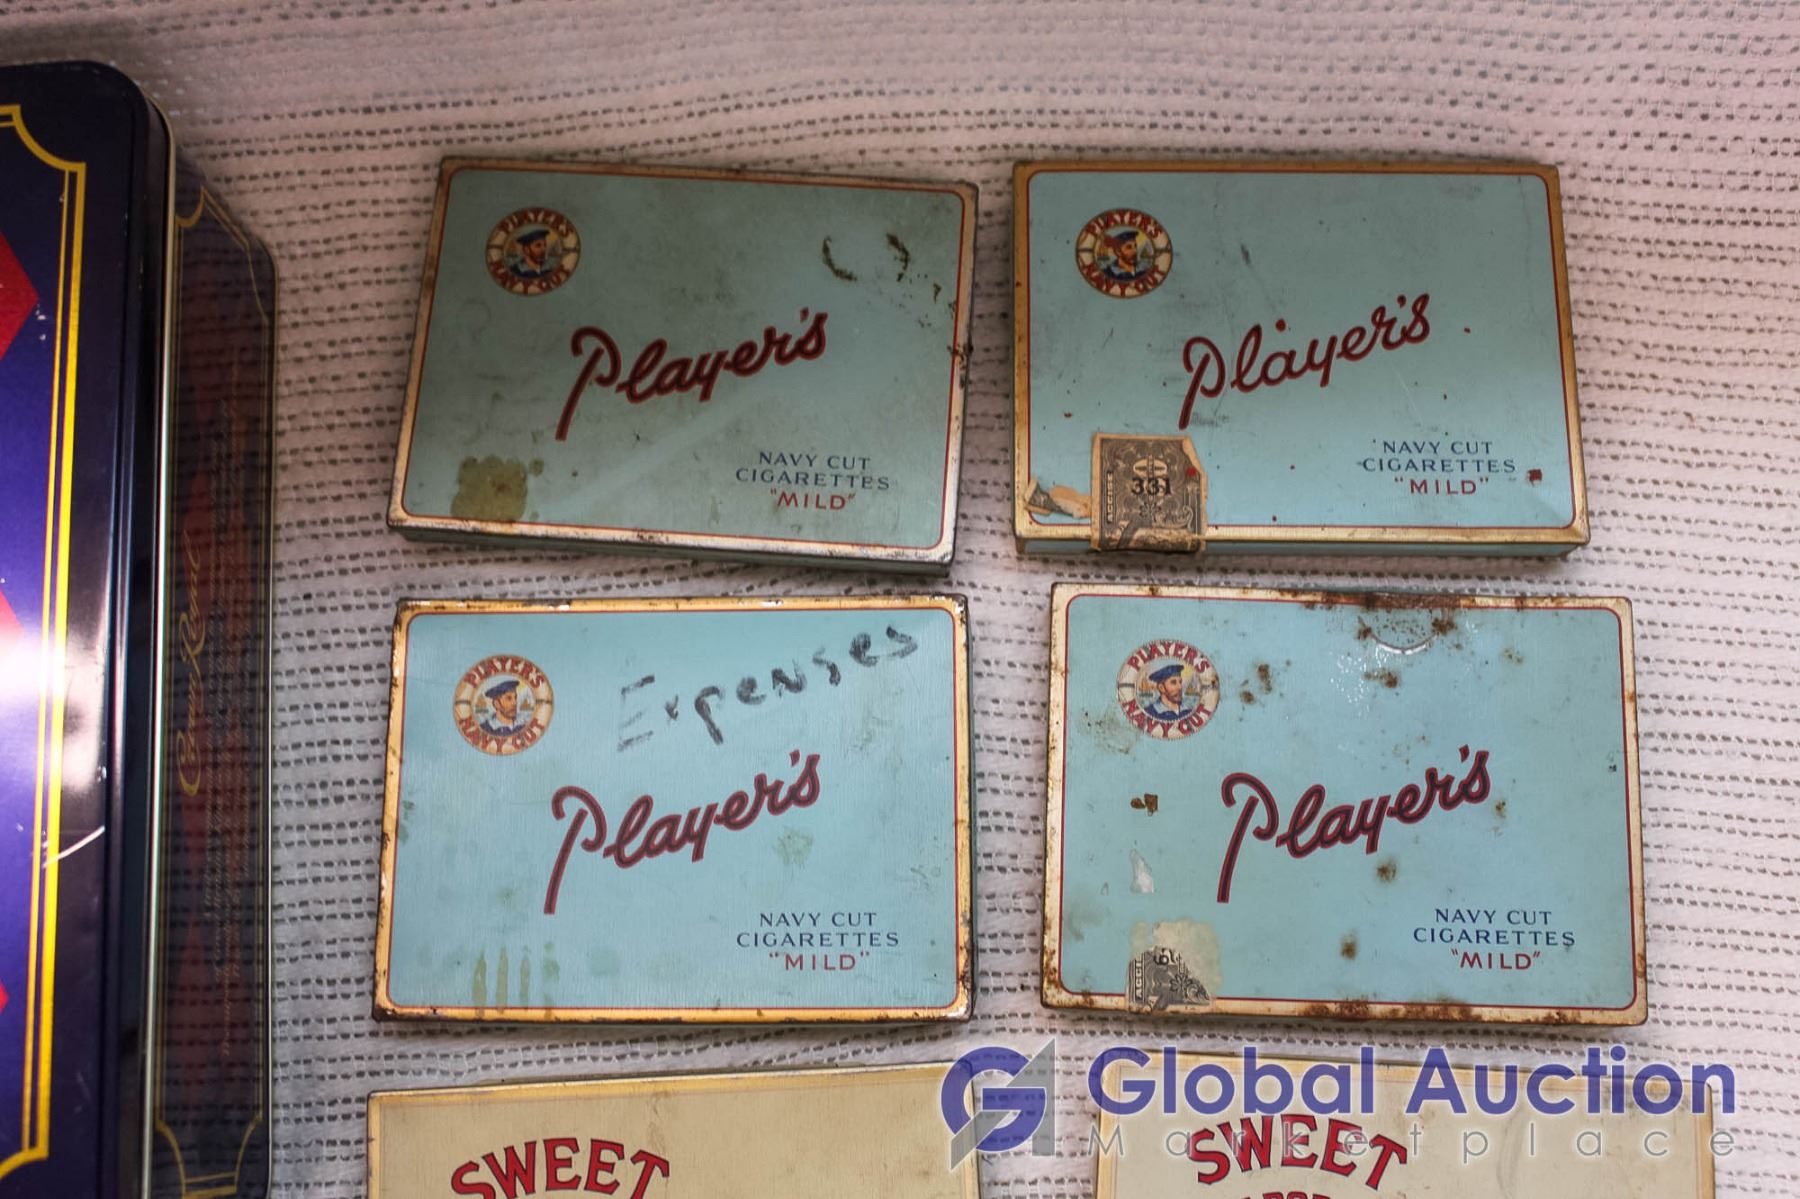 PLAYER'S
NAVY CUT
Player's
NAVY CUT
CIGARETTES
"MILD"
PLAYER'S
NAVY CUT
Player's
NAVY CUT
CIGARETTES
"MILD"
331
PLAYER'S
NAVY CUT
Expenses
Player's
NAVY CUT
CIGARETTES
"MILD"
PLAYER'S
NAVY CUT
Player's
NAVY CUT
CIGARETTES
"MILD"
SWEET
SWEET
Global Auction
Marketplace